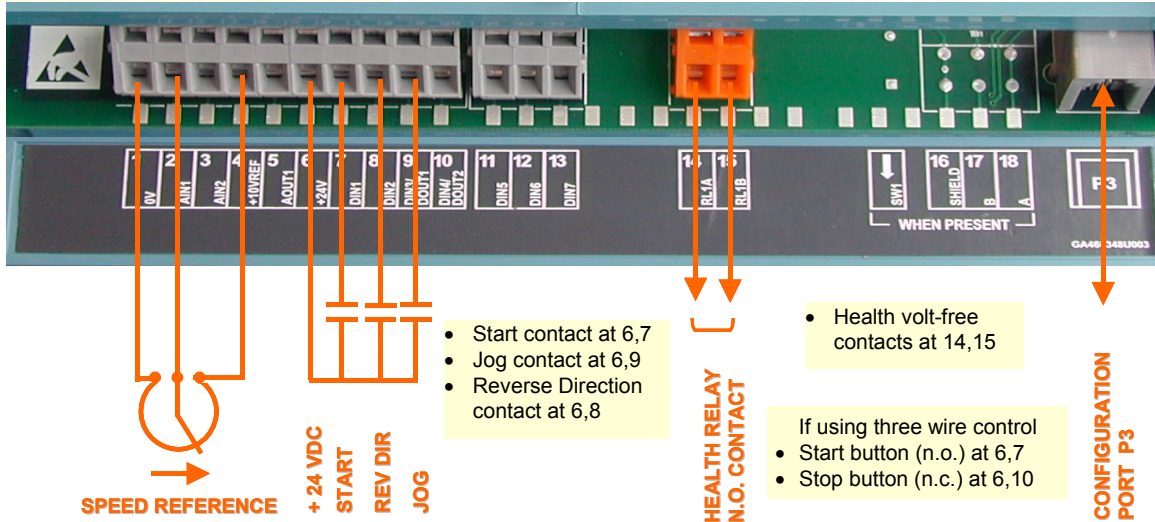 1 2 3 4 5 6 7 8 9 10 11 12 13 14 15 16 17 18
0V
AIN1
AIN2
+10VREF
AOUT1
+24V
DIN1
DIN2
DIN3/
DOUT1
DIN4/
DOUT2
DIN5
DIN6
DIN7
RL1A
RL1B
SW1
SHIELD
B
A
P3
WHEN PRESENT
GA469348U003
• Start contact at 6,7
• Jog contact at 6,9
• Reverse Direction
contact at 6,8
• Health volt-free
contacts at 14,15
If using three wire control
• Start button (n.o.) at 6,7
• Stop button (n.c.) at 6,10
SPEED REFERENCE
+ 24 VDC
START
REV DIR
JOG
HEALTH RELAY
N.O. CONTACT
CONFIGURATION
PORT P3